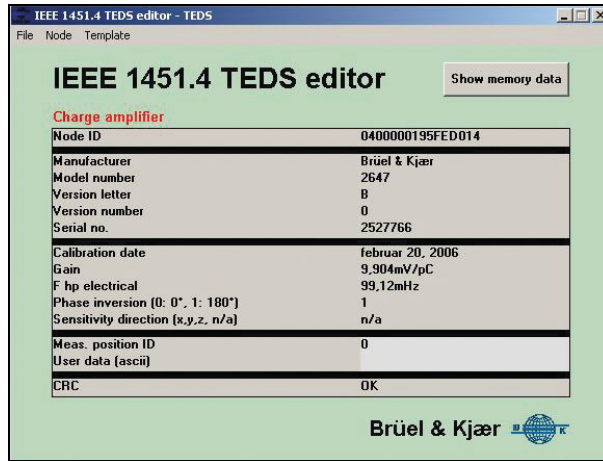 IEEE 1451.4 TEDS editor - TEDS
File Node Template
IEEE 1451.4 TEDS editor
Show memory data
Charge amplifier
Node ID 0400000195FED014
Manufacturer Brüel & Kjær
Model number 2647
Version letter B
Version number 0
Serial no. 2527766
Calibration date februar 20, 2006
Gain 9,904mV/pC
F hp electrical 99,12mHz
Phase inversion (0: 0°, 1: 180°) 1
Sensitivity direction (x,y,z, n/a) n/a
Meas. position ID 0
User data (ascii)
CRC OK
Brüel & Kjær B K